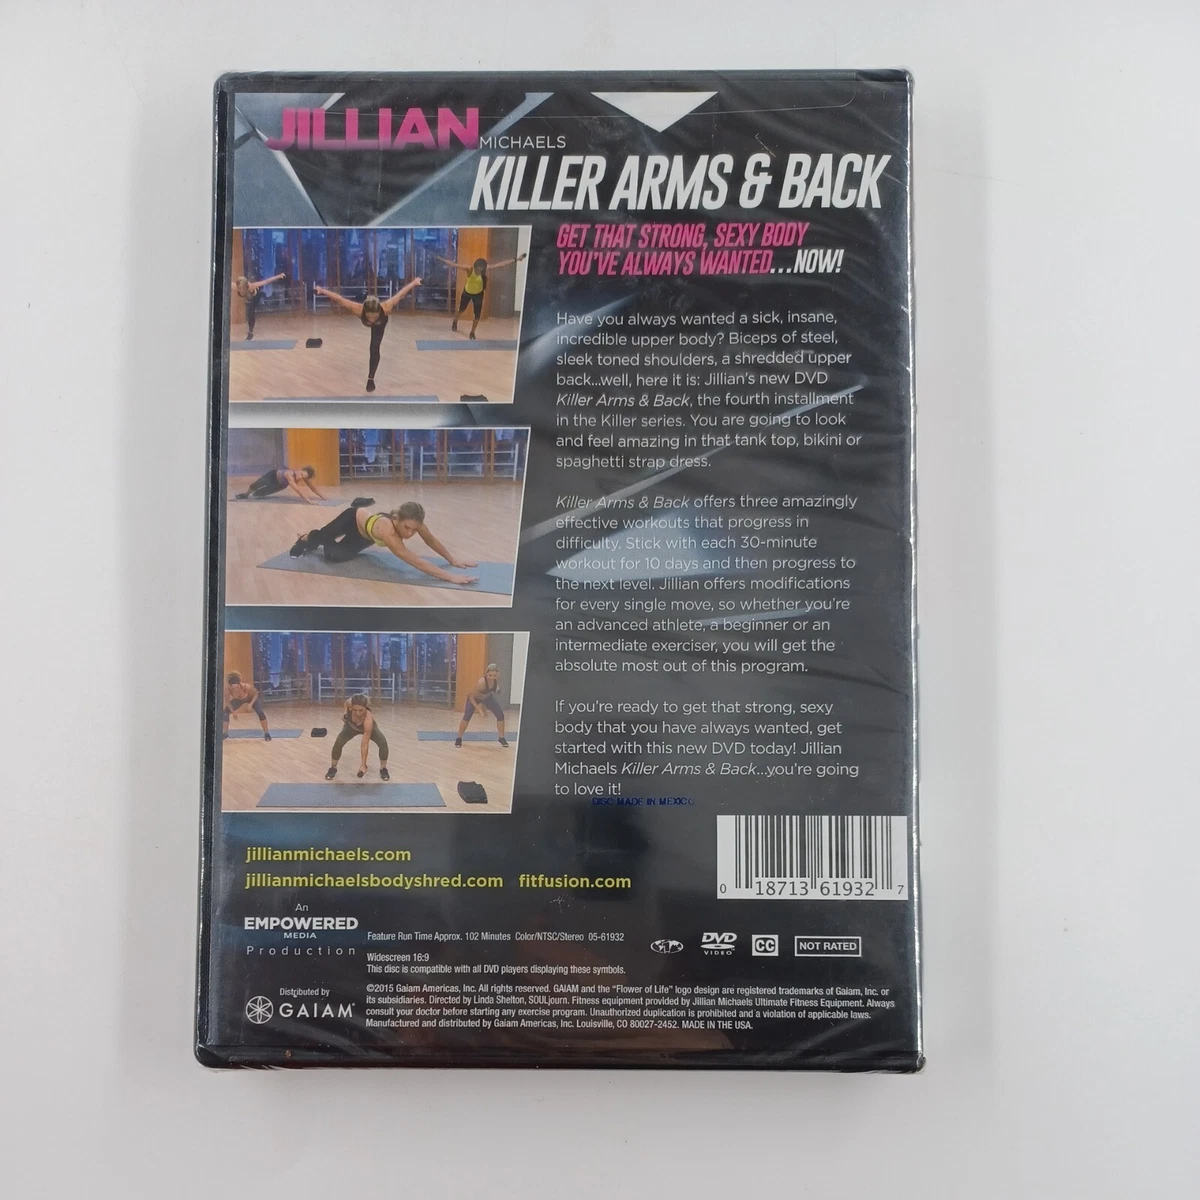 JILLIAN MICHAELS
KILLER ARMS & BACK
GET THAT STRONG, SEXY BODY
YOU'VE ALWAYS WANTED...NOW!
Have you always wanted a sick, insane,
incredible upper body? Biceps of steel,
sleek toned shoulders, a shredded upper
back...well, here it is: Jillian's new DVD
Killer Arms & Back, the fourth installment
in the Killer series. You are going to look
and feel amazing in that tank top, bikini or
spaghetti strap dress.
Killer Arms & Back offers three amazingly
effective workouts that progress in
difficulty. Stick with each 30-minute
workout for 10 days and then progress to
the next level. Jillian offers modifications
for every single move, so whether you're
an advanced athlete, a beginner or an
intermediate exerciser, you will get the
absolute most out of this program.
If you're ready to get that strong, sexy
body that you have always wanted, get
started with this new DVD today! Jillian
Michaels Killer Arms & Back...you're going
to love it!
DISC MADE IN MEXICO
jillianmichaels.com
jillianmichaelsbodyshred.com fitfusion.com
0 18713 61932 7
An
EMPOWERED
MEDIA
Production
Feature Run Time Approx. 102 Minutes Color/NTSC/Stereo 05-61932
1
DVD
VIDEO
CC
NOT RATED
Widescreen 16:9
This disc is compatible with all DVD players displaying these symbols.
Distributed by
GAIAM
©2015 Gaiam Americas, Inc. All rights reserved. GAIAM and the "Flower of Life" logo design are registered trademarks of Gaiam, Inc. or
its subsidiaries. Directed by Linda Shelton, SOULjourn. Fitness equipment provided by Jillian Michaels Ultimate Fitness Equipment. Always
consult your doctor before starting any exercise program. Unauthorized duplication is prohibited and a violation of applicable laws.
Manufactured and distributed by Gaiam Americas, Inc. Louisville, CO 80027-2452. MADE IN THE USA.